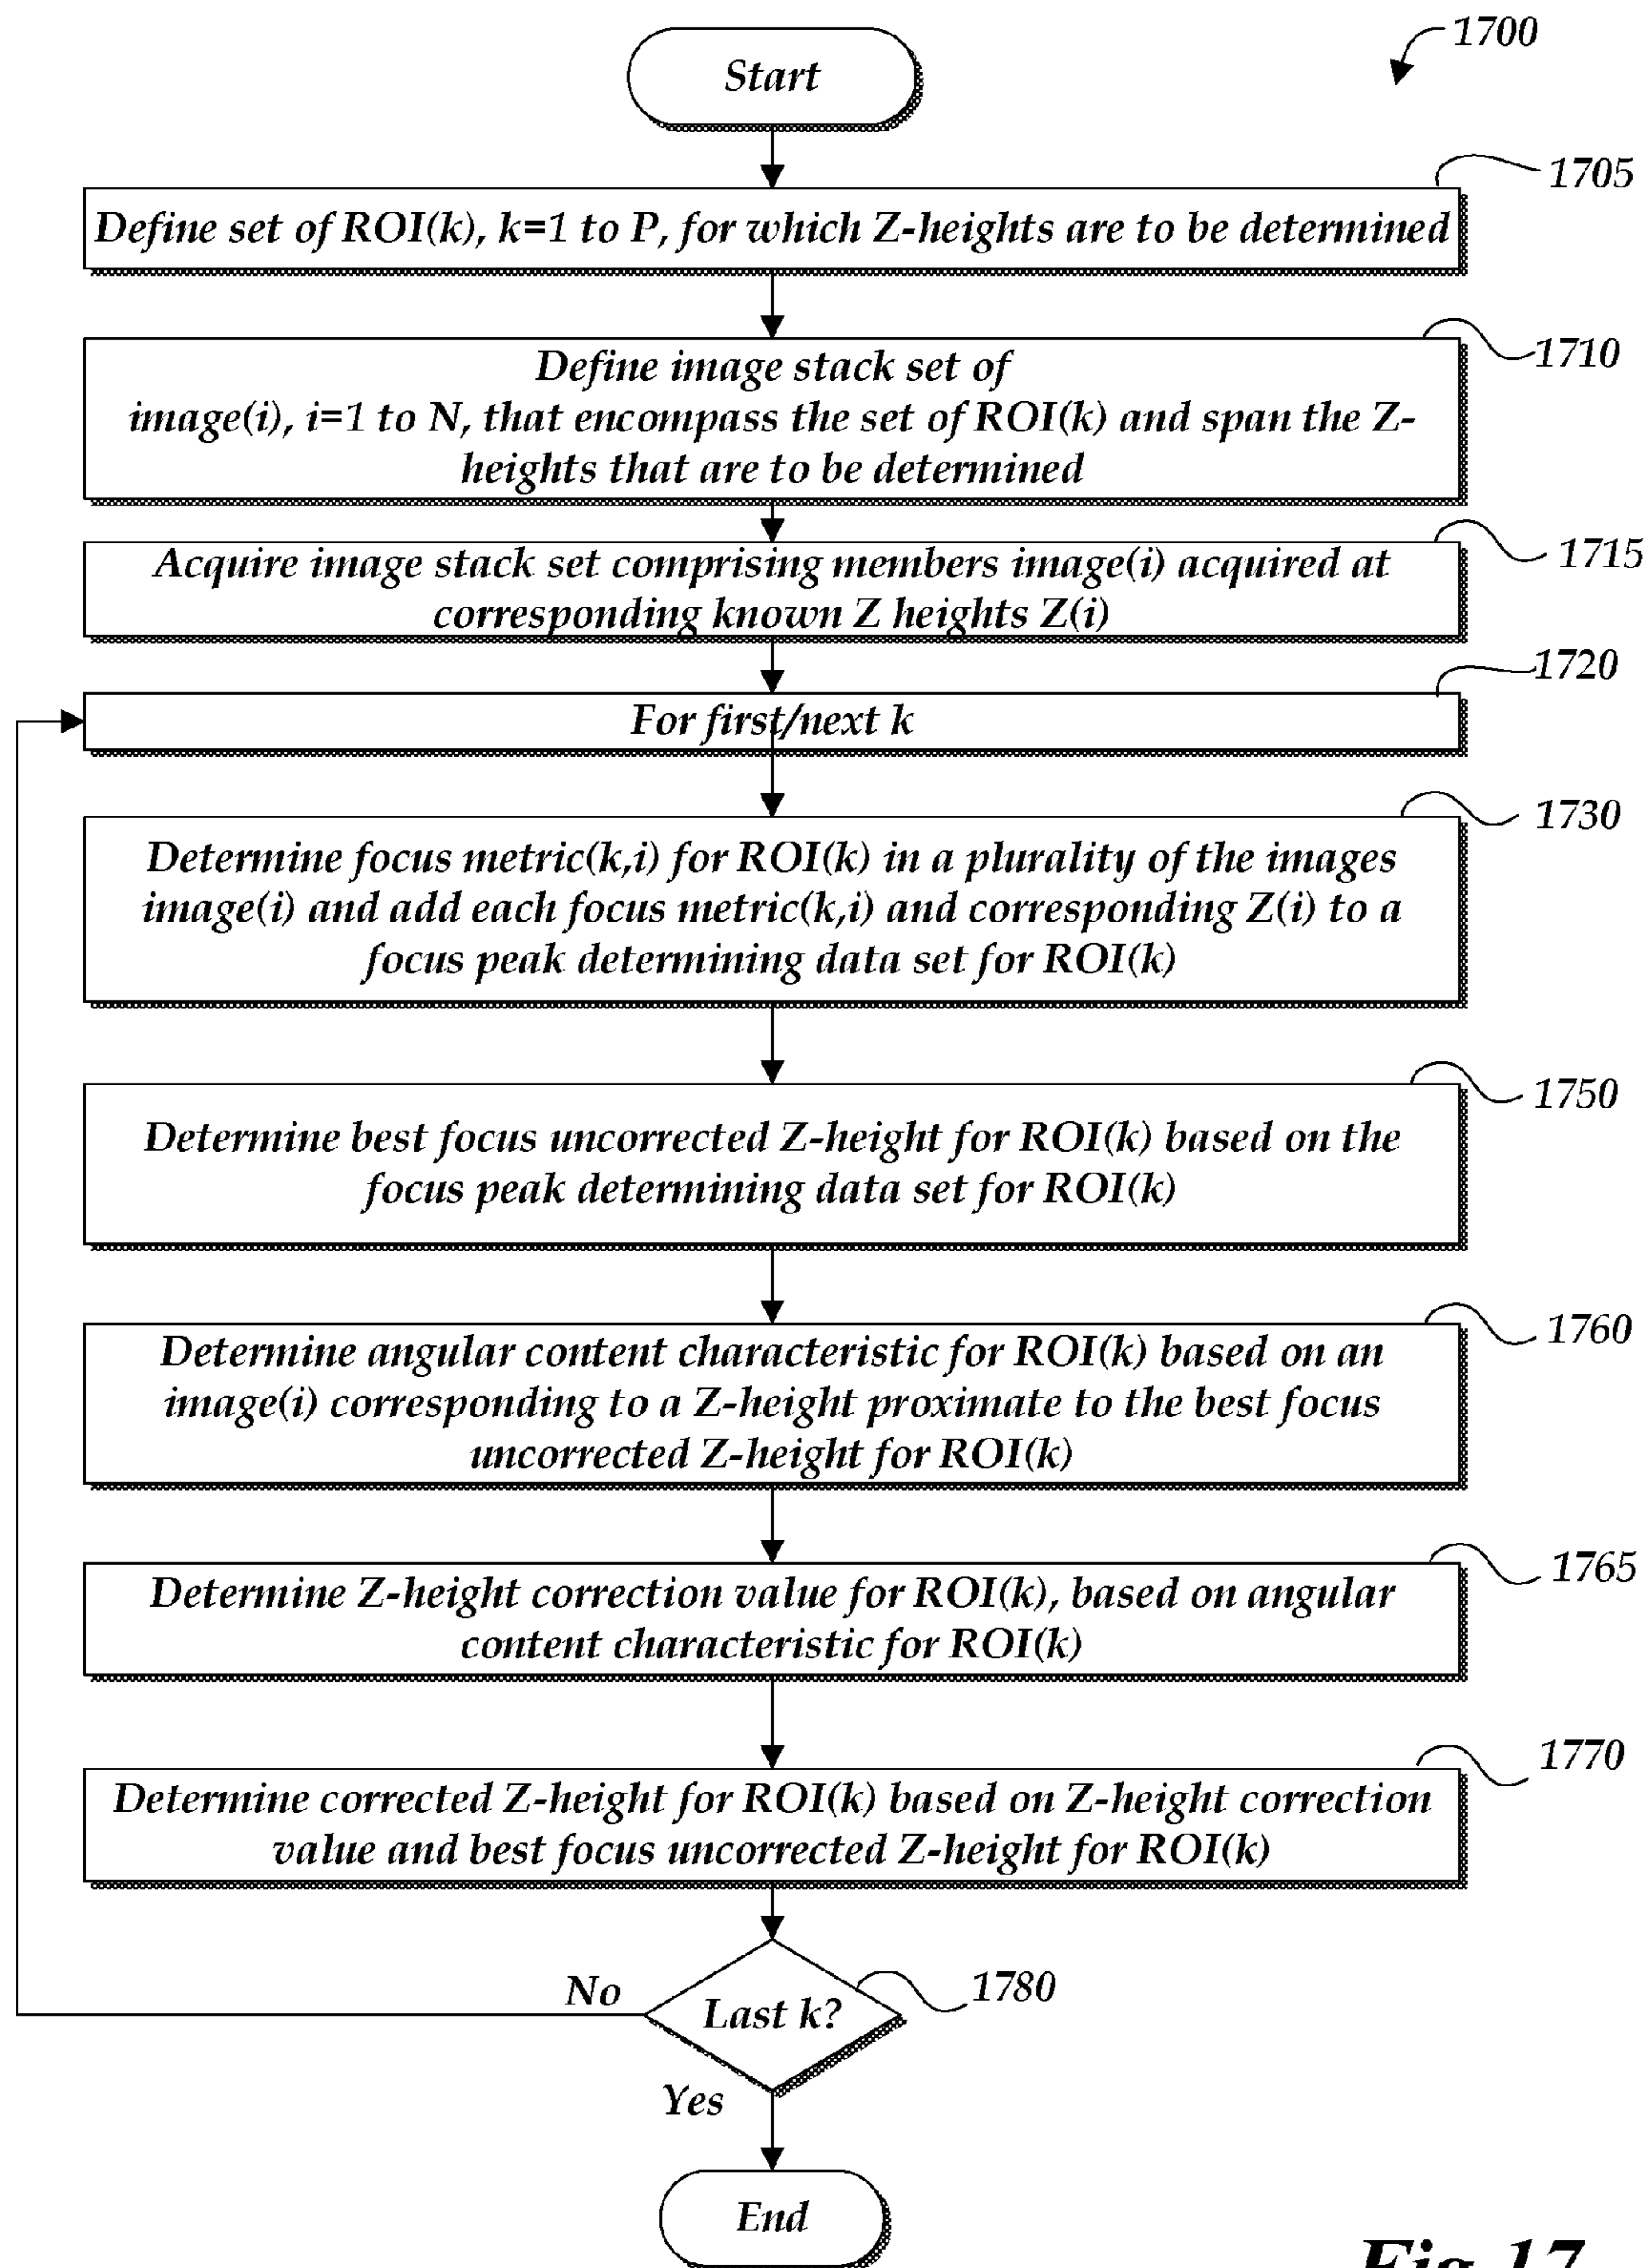 1700
Start
1705
Define set of ROI(k), k=1 to P, for which Z-heights are to be determined
1710
Define image stack set of
image(i), i=1 to N, that encompass the set of ROI(k) and span the Z-
heights that are to be determined
1715
Acquire image stack set comprising members image(i) acquired at
corresponding known Z heights Z(i)
1720
For first/next k
1730
Determine focus metric(k,i) for ROI(k) in a plurality of the images
image(i) and add each focus metric(k,i) and corresponding Z(i) to a
focus peak determining data set for ROI(k)
1750
Determine best focus uncorrected Z-height for ROI(k) based on the
focus peak determining data set for ROI(k)
1760
Determine angular content characteristic for ROI(k) based on an
image(i) corresponding to a Z-height proximate to the best focus
uncorrected Z-height for ROI(k)
1765
Determine Z-height correction value for ROI(k), based on angular
content characteristic for ROI(k)
1770
Determine corrected Z-height for ROI(k) based on Z-height correction
value and best focus uncorrected Z-height for ROI(k)
No
Last k?
1780
Yes
End
Fig.17